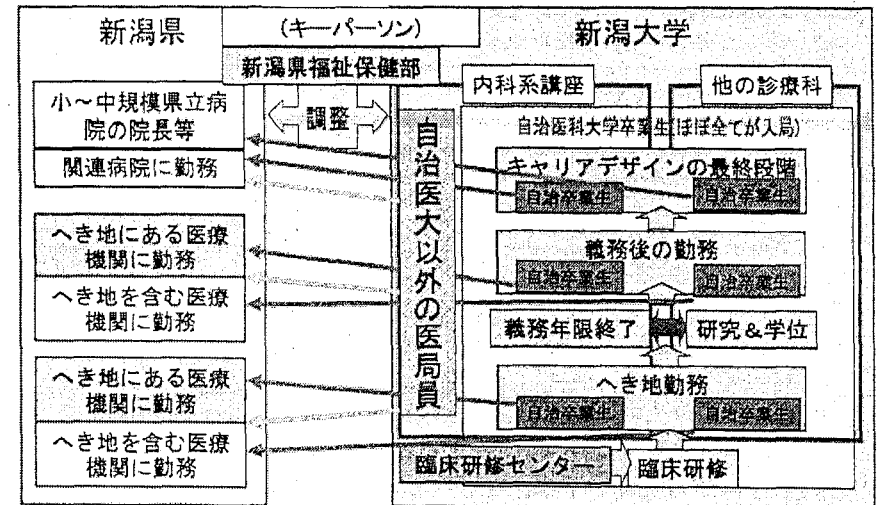 新潟県
(キーパーソン)
新潟大学
新潟県福祉保健部
内科系講座
他の診療科
小～中規模県立病
院の院長等
調整
自治医科大学卒業生(ほぼ全てが入局)
関連病院に勤務
キャリアデザインの最終段階
自治卒業生
自治卒業生
自治医大以外の医局員
へき地にある医療
機関に勤務
義務後の勤務
自治卒業生
自治卒業生
へき地を含む医療
機関に勤務
義務年限終了
研究&学位
へき地にある医療
機関に勤務
へき地勤務
自治卒業生
自治卒業生
へき地を含む医療
機関に勤務
臨床研修センター
臨床研修